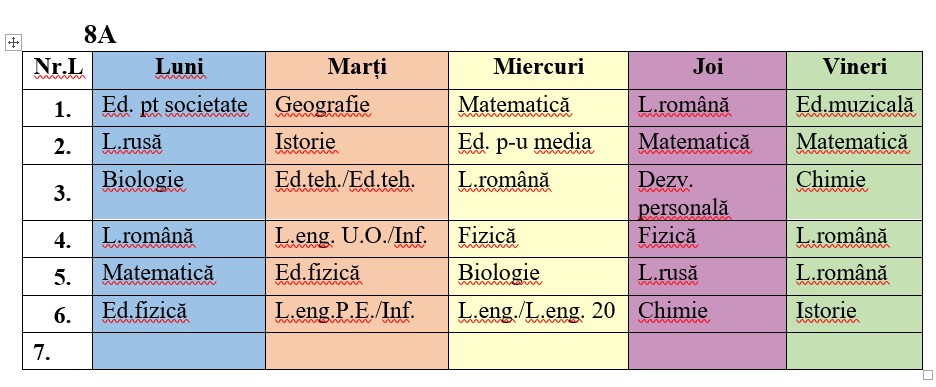 8A
Nr.L Luni Marți Miercuri Joi Vineri
1. Ed. pt societate Geografie Matematică L.română Ed.muzicală
2. L.rusă Istorie Ed. p-u media Matematică Matematică
3. Biologie Ed.teh./Ed.teh. L.română Dezv. personală Chimie
4. L.română L.eng. U.O./Inf. Fizică Fizică L.română
5. Matematică Ed.fizică Biologie L.rusă L.română
6. Ed.fizică L.eng.P.E./Inf. L.eng./L.eng. 20 Chimie Istorie
7.